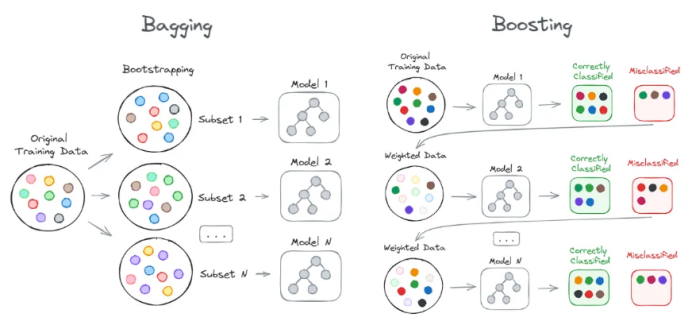 Bagging
Bootstrapping
Original
Training Data
Subset 1
Model 1
Subset 2
Model 2
...
Subset N
Model N
Boosting
Original
Training Data
Model 1
Correctly
Classified
Misclassified
Weighted Data
Model 2
Correctly
Classified
Misclassified
...
Weighted Data
Model N
Correctly
Classified
Misclassified